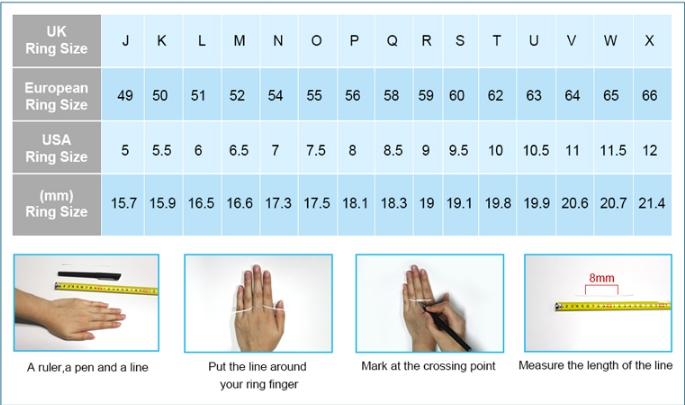 UK
Ring Size
J K L M N O P Q R S T U V W X
European
Ring Size
49 50 51 52 54 55 56 58 59 60 62 63 64 65 66
USA
Ring Size
5 5.5 6 6.5 7 7.5 8 8.5 9 9.5 10 10.5 11 11.5 12
(mm)
Ring Size
15.7 15.9 16.5 16.6 17.3 17.5 18.1 18.3 19 19.1 19.8 19.9 20.6 20.7 21.4
8mm
A ruler,a pen and a line
Put the line around
your ring finger
Mark at the crossing point
Measure the length of the line